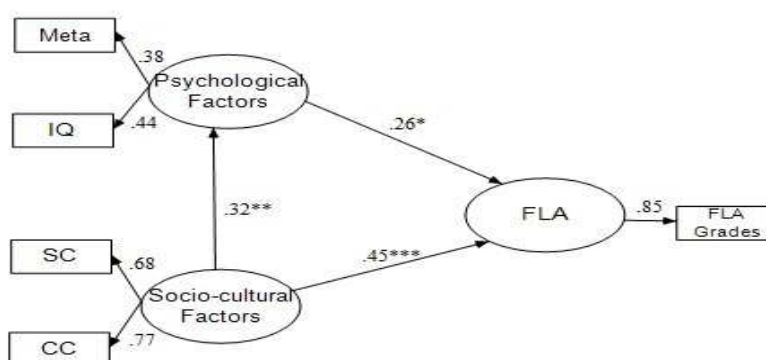 Meta
.38
Psychological
Factors
IQ
.44
.26*
.32**
FLA
.85
FLA
Grades
SC
.68
.45***
Socio-cultural
Factors
CC
.77